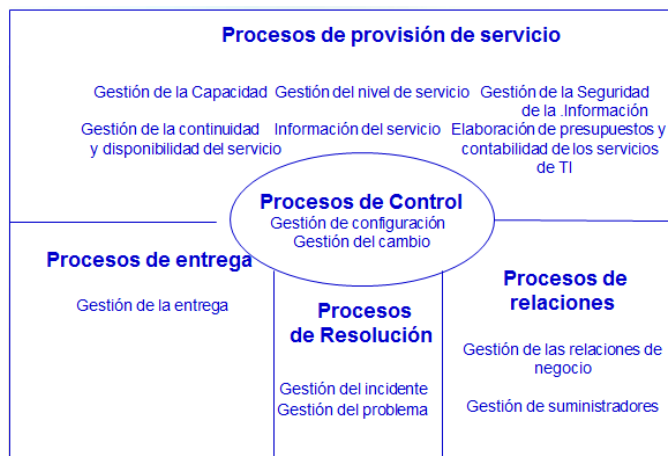 Procesos de provisión de servicio
Gestión de la Capacidad
Gestión del nivel de servicio
Gestión de la Seguridad
de la .Información
Gestión de la continuidad
y disponibilidad del servicio
Información del servicio
Elaboración de presupuestos y
contabilidad de los servicios
de TI
Procesos de Control
Gestión de configuración
Gestión del cambio
Procesos de entrega
Gestión de la entrega
Procesos
de Resolución
Gestión del incidente
Gestión del problema
Procesos de
relaciones
Gestión de las relaciones de
negocio
Gestión de suministradores